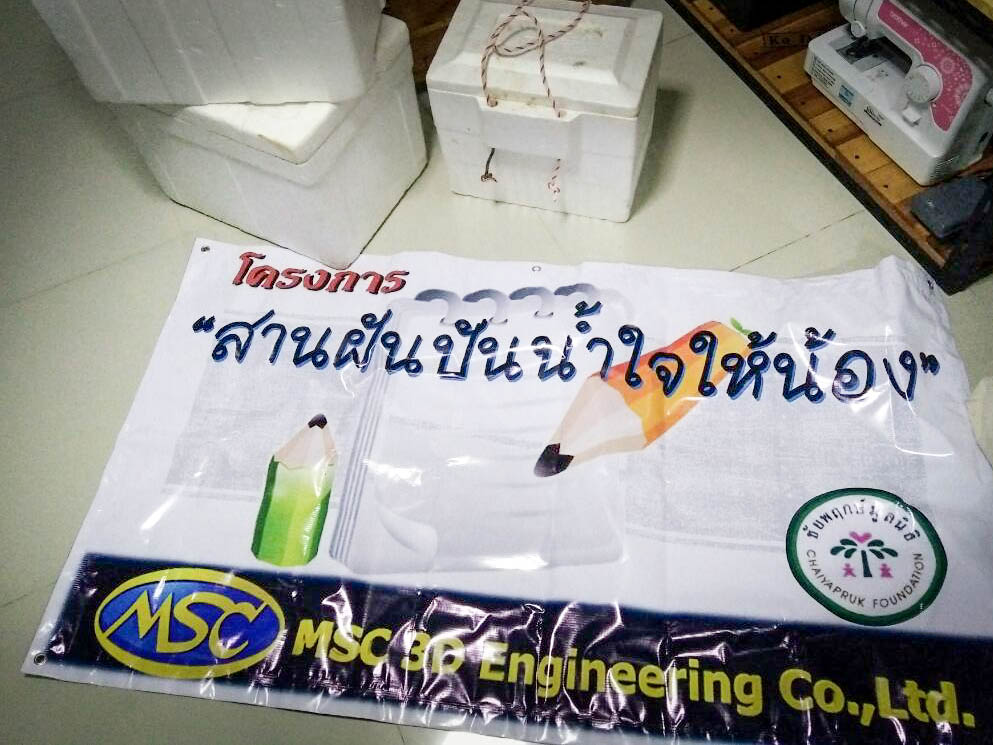 brother
โครงการ
"สานฝันปันน้ำใจให้น้อง"
ชัยพฤกษ์มูลนิธิ
CHAIYAPRUK FOUNDATION
MSC
MSC 3D Engineering Co.,Ltd.